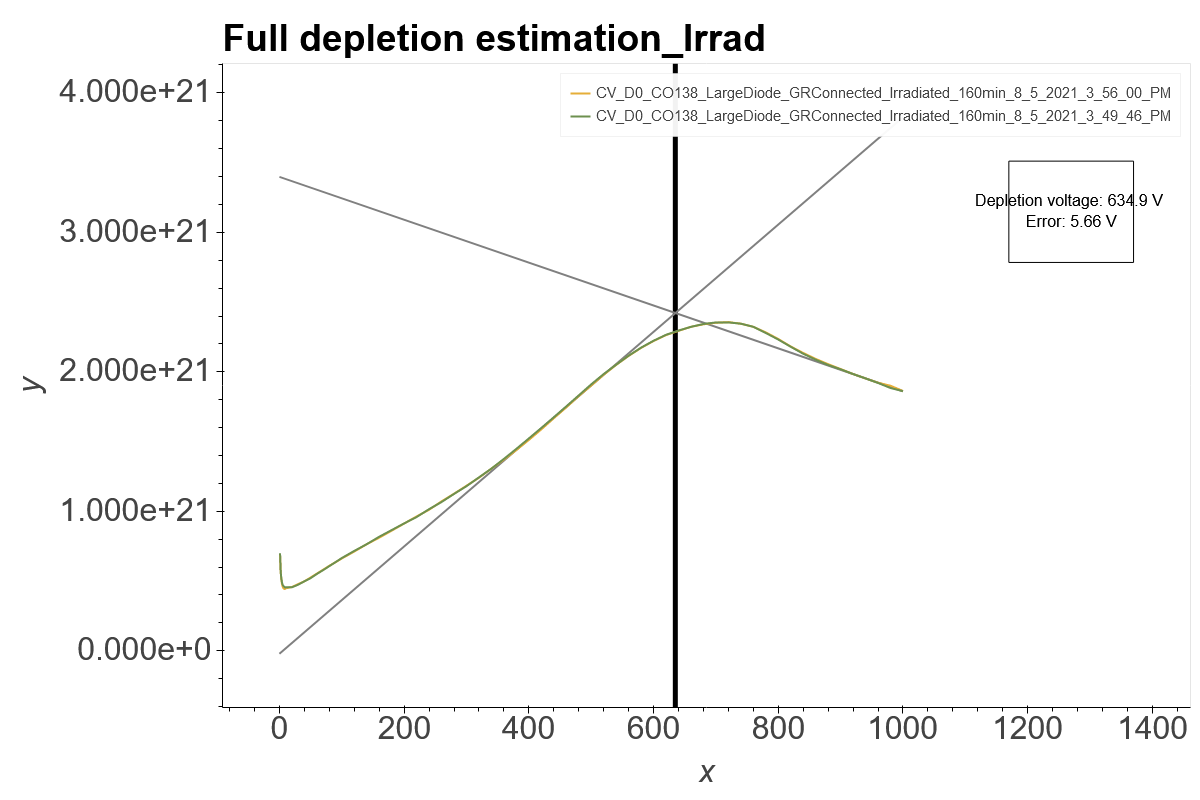 Full depletion estimation_Irrad
CV_D0_CO138_LargeDiode_GRConnected_Irradiated_160min_8_5_2021_3_56_00_PM
CV_D0_CO138_LargeDiode_GRConnected_Irradiated_160min_8_5_2021_3_49_46_PM
Depletion voltage: 634.9 V
Error: 5.66 V
4.000e+21
3.000e+21
2.000e+21
1.000e+21
0.000e+0
y
0 200 400 600 800 1000 1200 1400
x